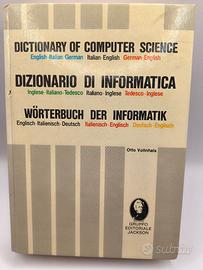 DICTIONARY OF COMPUTER SCIENCE
English-Italian-German Italian-English German-English
DIZIONARIO DI INFORMATICA
Inglese-Italiano-Tedesco Italiano-Inglese Tedesco-Inglese
WÖRTERBUCH DER INFORMATIK
Englisch-Italienisch-Deutsch Italienisch-Englisch Deutsch-Englisch
Otto Vollnhals
GRUPPO
EDITORIALE
JACKSON
subito